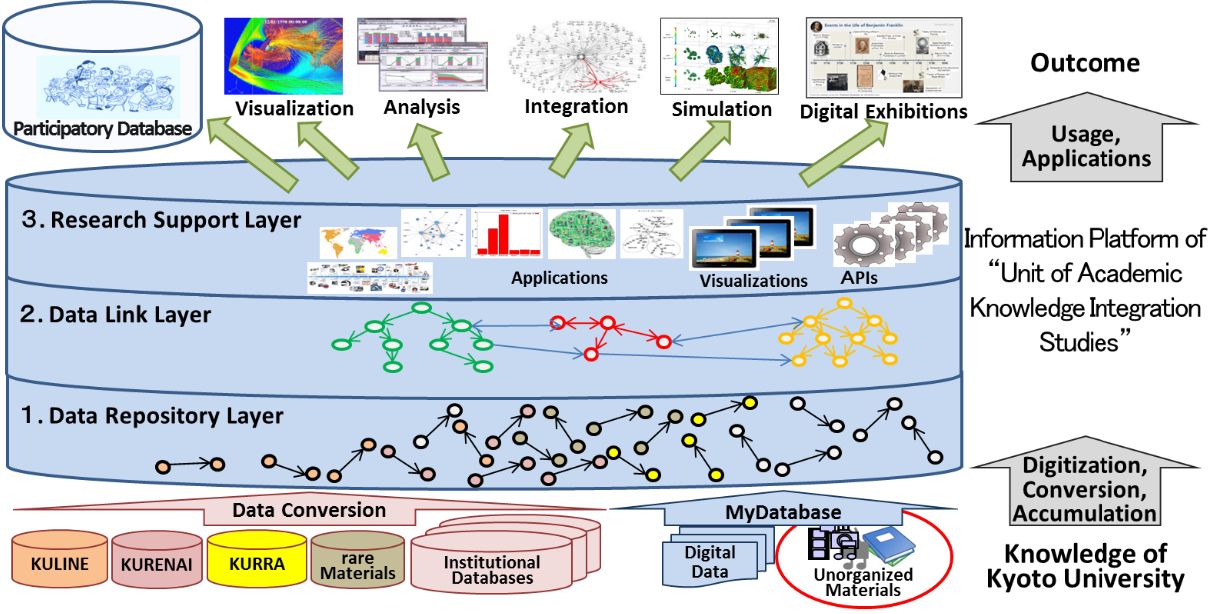 Participatory Database
Visualization
Analysis
Integration
Simulation
Events in the Life of Benjamin Franklin
Digital Exhibitions
Outcome
Usage,
Applications
3. Research Support Layer
Applications
Visualizations
APIs
Information Platform of
“Unit of Academic
Knowledge Integration
Studies”
2. Data Link Layer
1. Data Repository Layer
Digitization,
Conversion,
Accumulation
Data Conversion
MyDatabase
KULINE
KURENAI
KURRA
rare
Materials
Institutional
Databases
Digital
Data
Unorganized
Materials
Knowledge of
Kyoto University